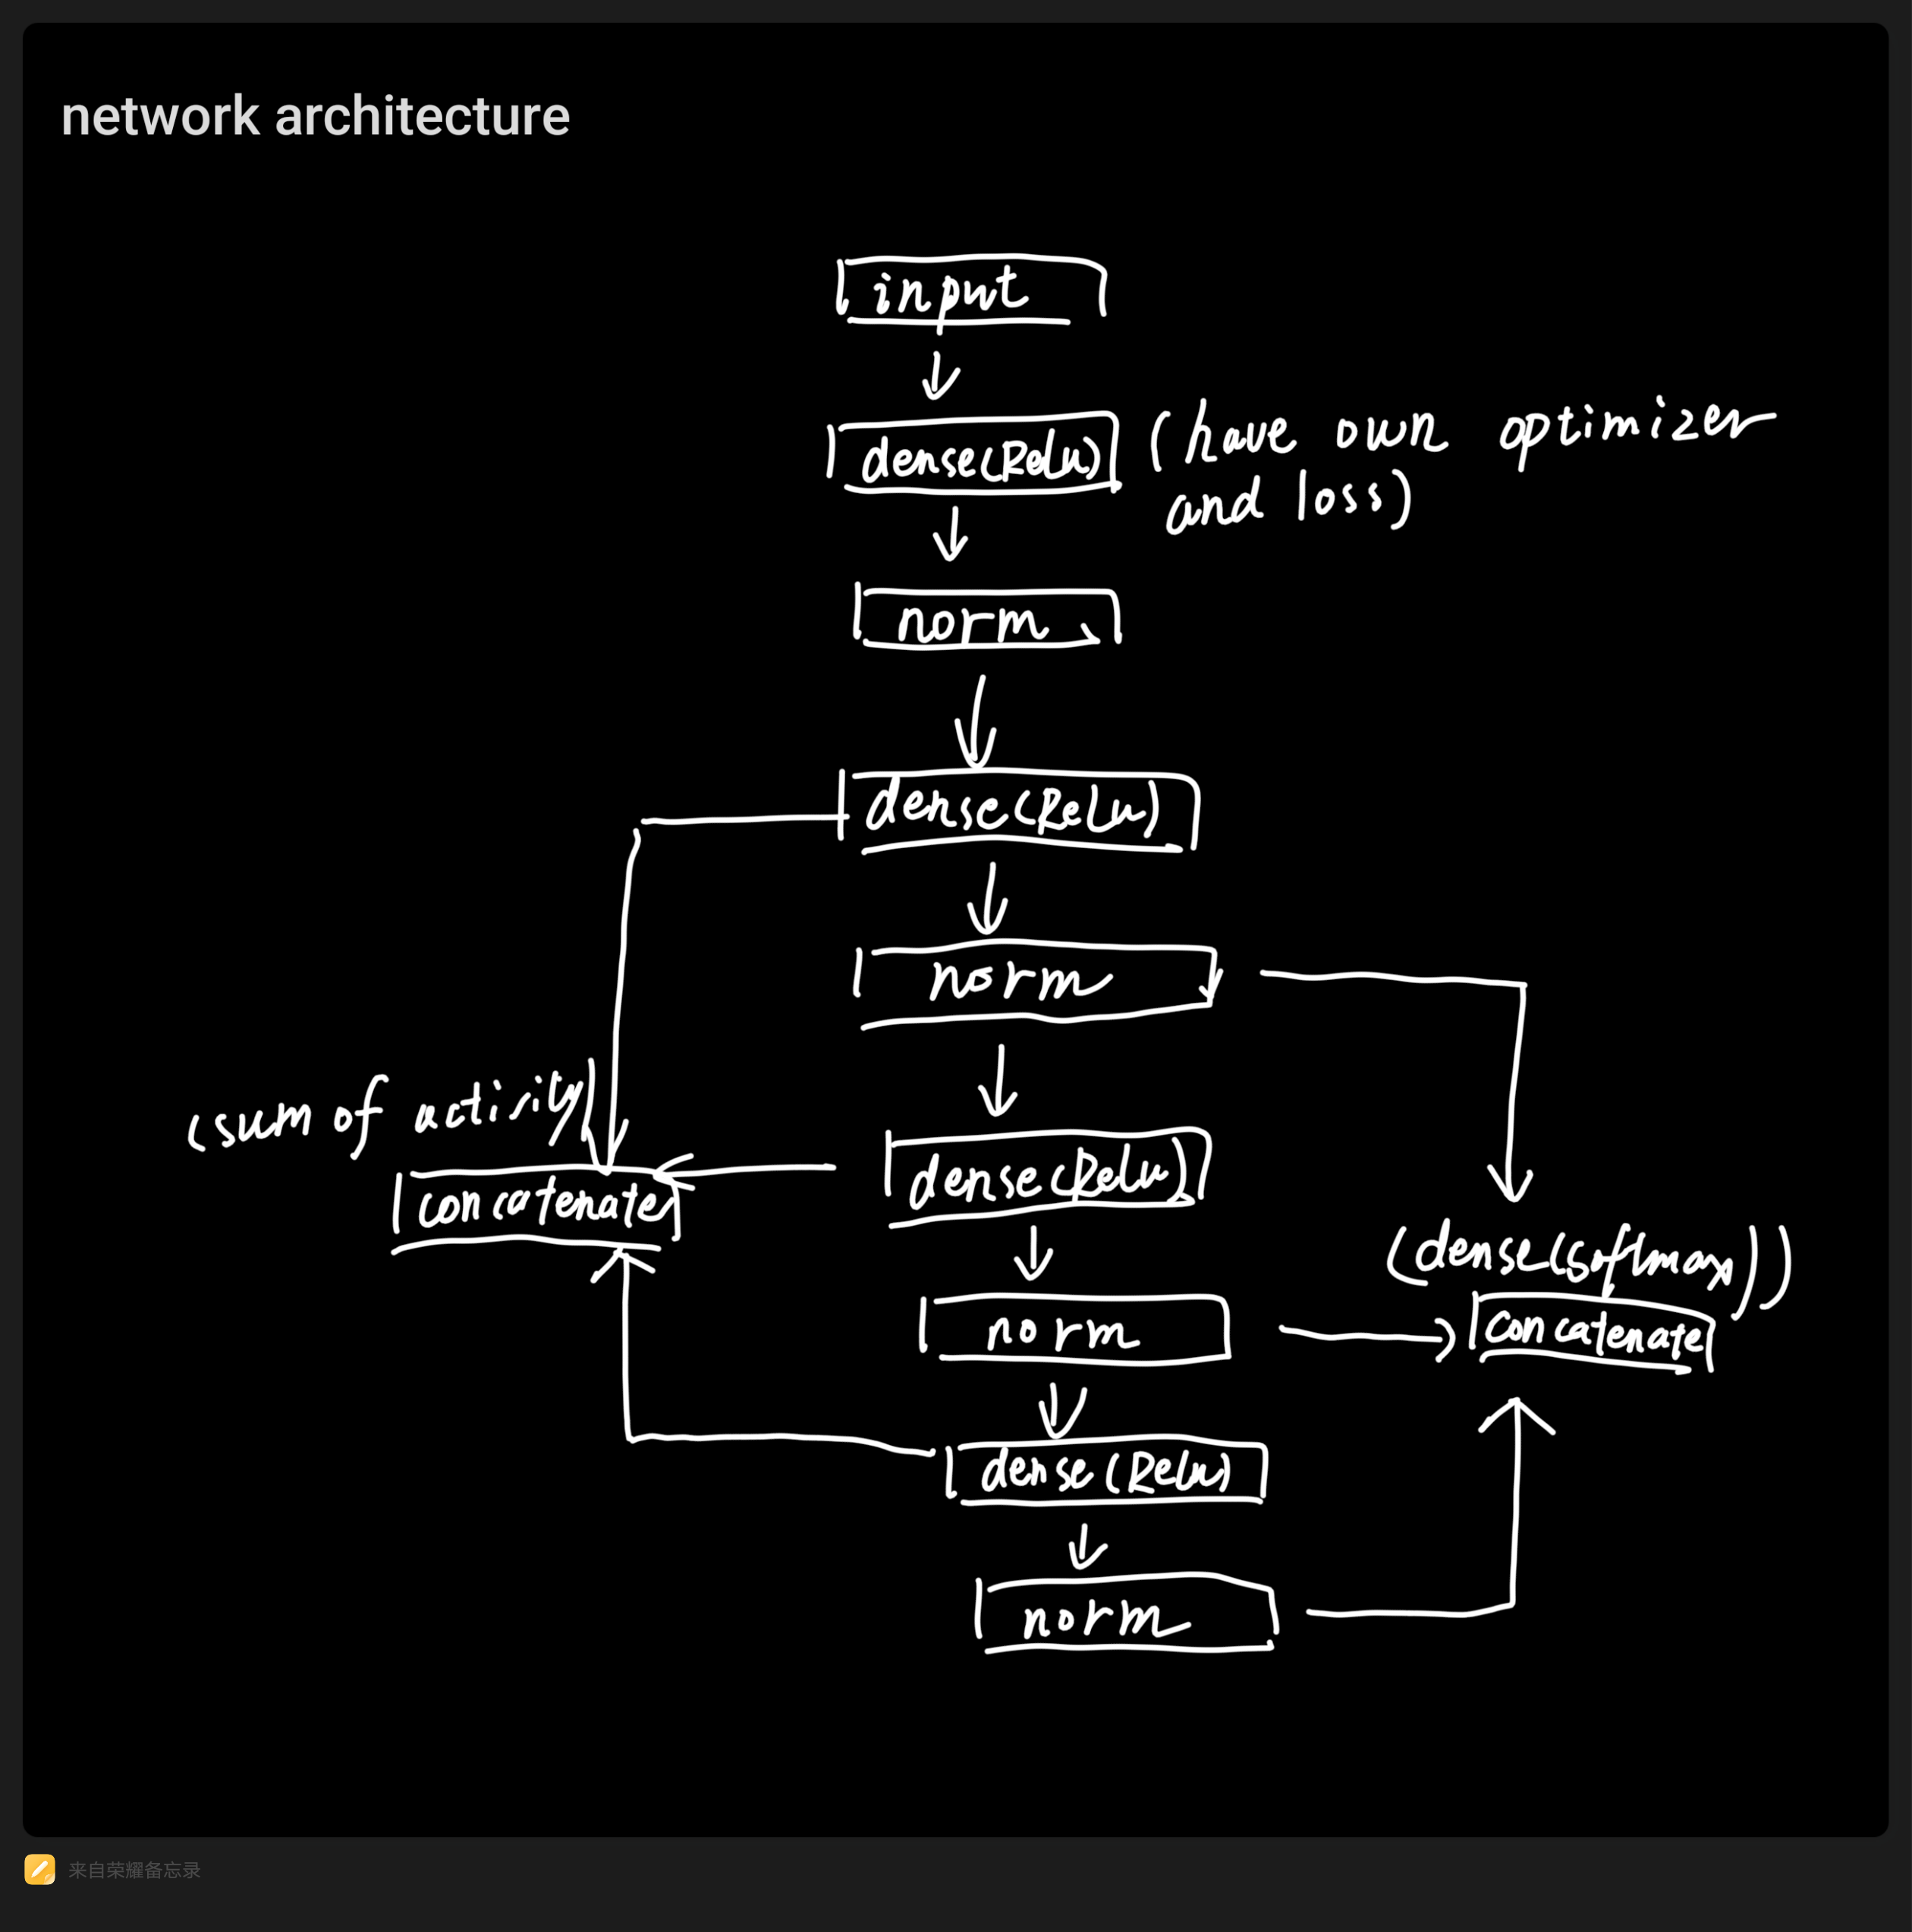 network architecture
input
dense(Relu)
(have own optimizer
and loss)
norm
dense(Relu)
norm
(sum of activity)
concatenate
dense(Relu)
(dense(softmax))
concatenate
norm
dense(Relu)
norm
来自荣耀备忘录